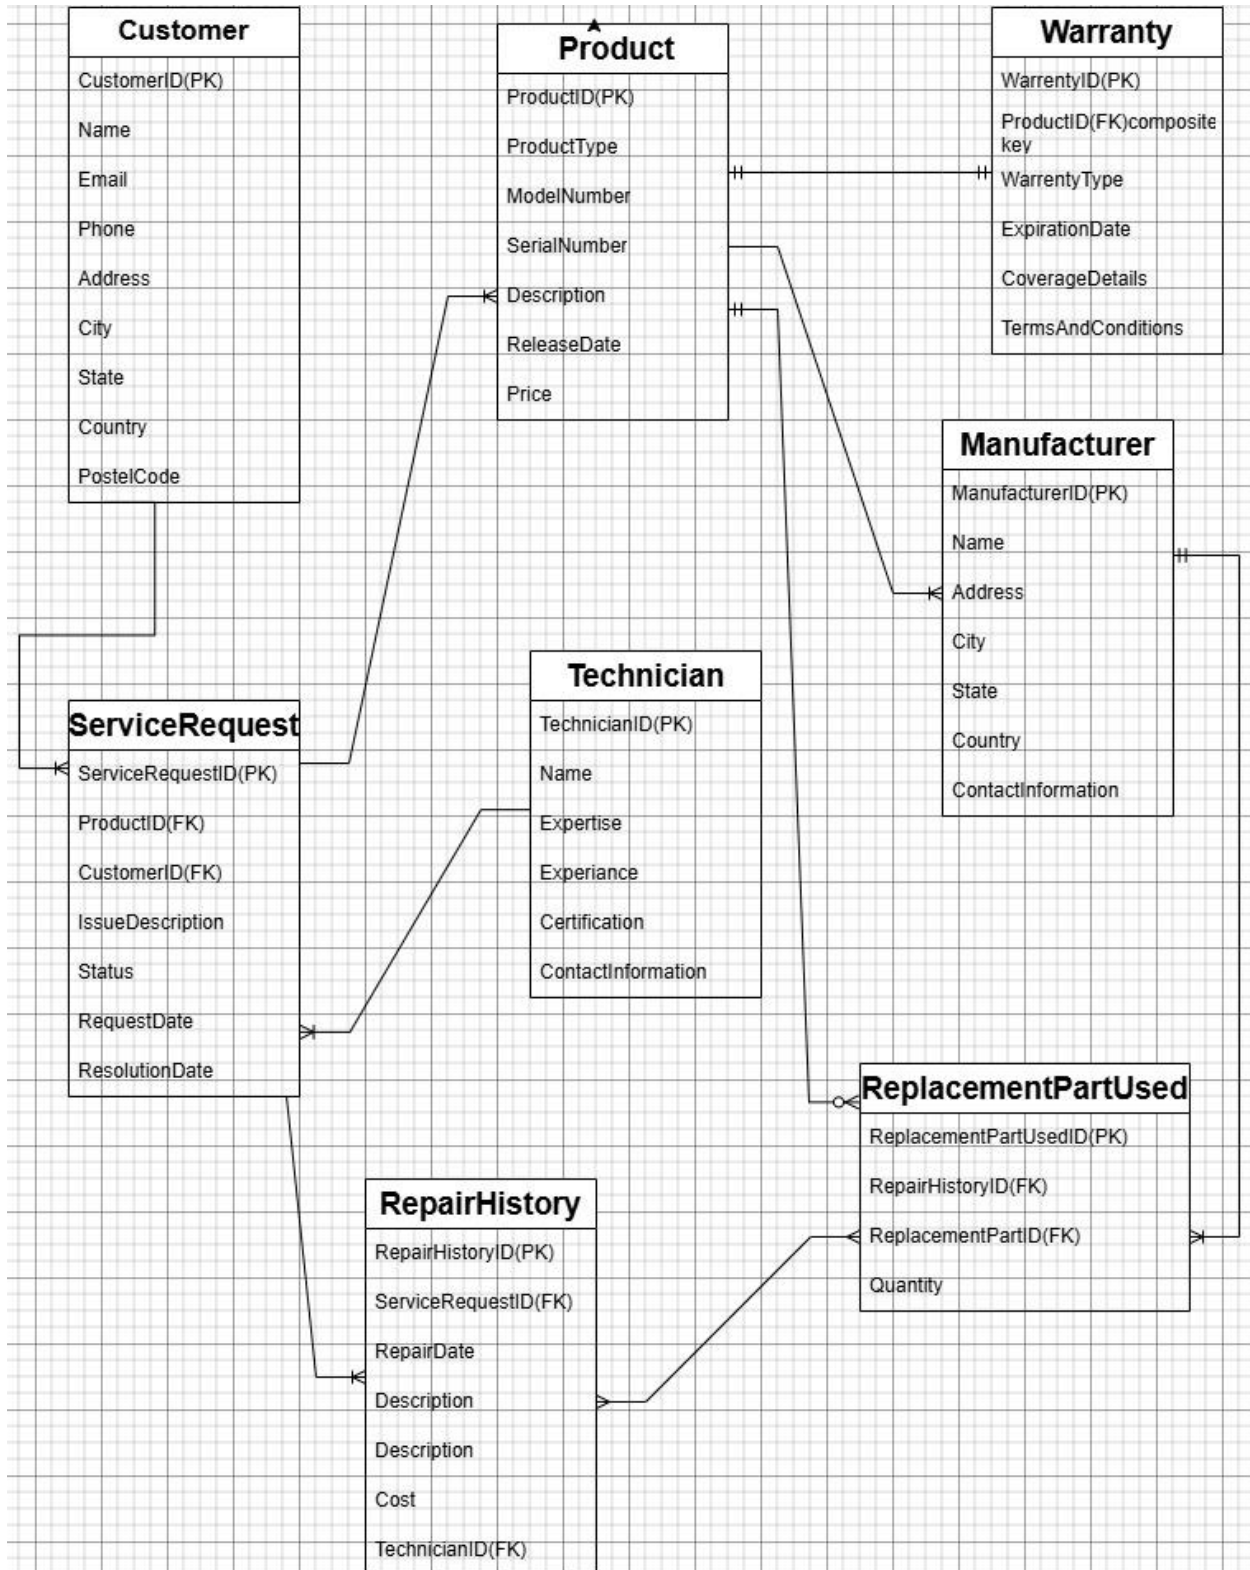 Customer
CustomerID(PK)
Name
Email
Phone
Address
City
State
Country
PostelCode
Product
ProductID(PK)
ProductType
ModelNumber
SerialNumber
Description
ReleaseDate
Price
Warranty
WarrentyID(PK)
ProductID(FK)composite
key
WarrentyType
ExpirationDate
CoverageDetails
TermsAndConditions
Manufacturer
ManufacturerID(PK)
Name
Address
City
State
Country
ContactInformation
Technician
TechnicianID(PK)
Name
Expertise
Experiance
Certification
ContactInformation
ServiceRequest
ServiceRequestID(PK)
ProductID(FK)
CustomerID(FK)
IssueDescription
Status
RequestDate
ResolutionDate
ReplacementPartUsed
ReplacementPartUsedID(PK)
RepairHistoryID(FK)
ReplacementPartID(FK)
Quantity
RepairHistory
RepairHistoryID(PK)
ServiceRequestID(FK)
RepairDate
Description
Description
Cost
TechnicianID(FK)